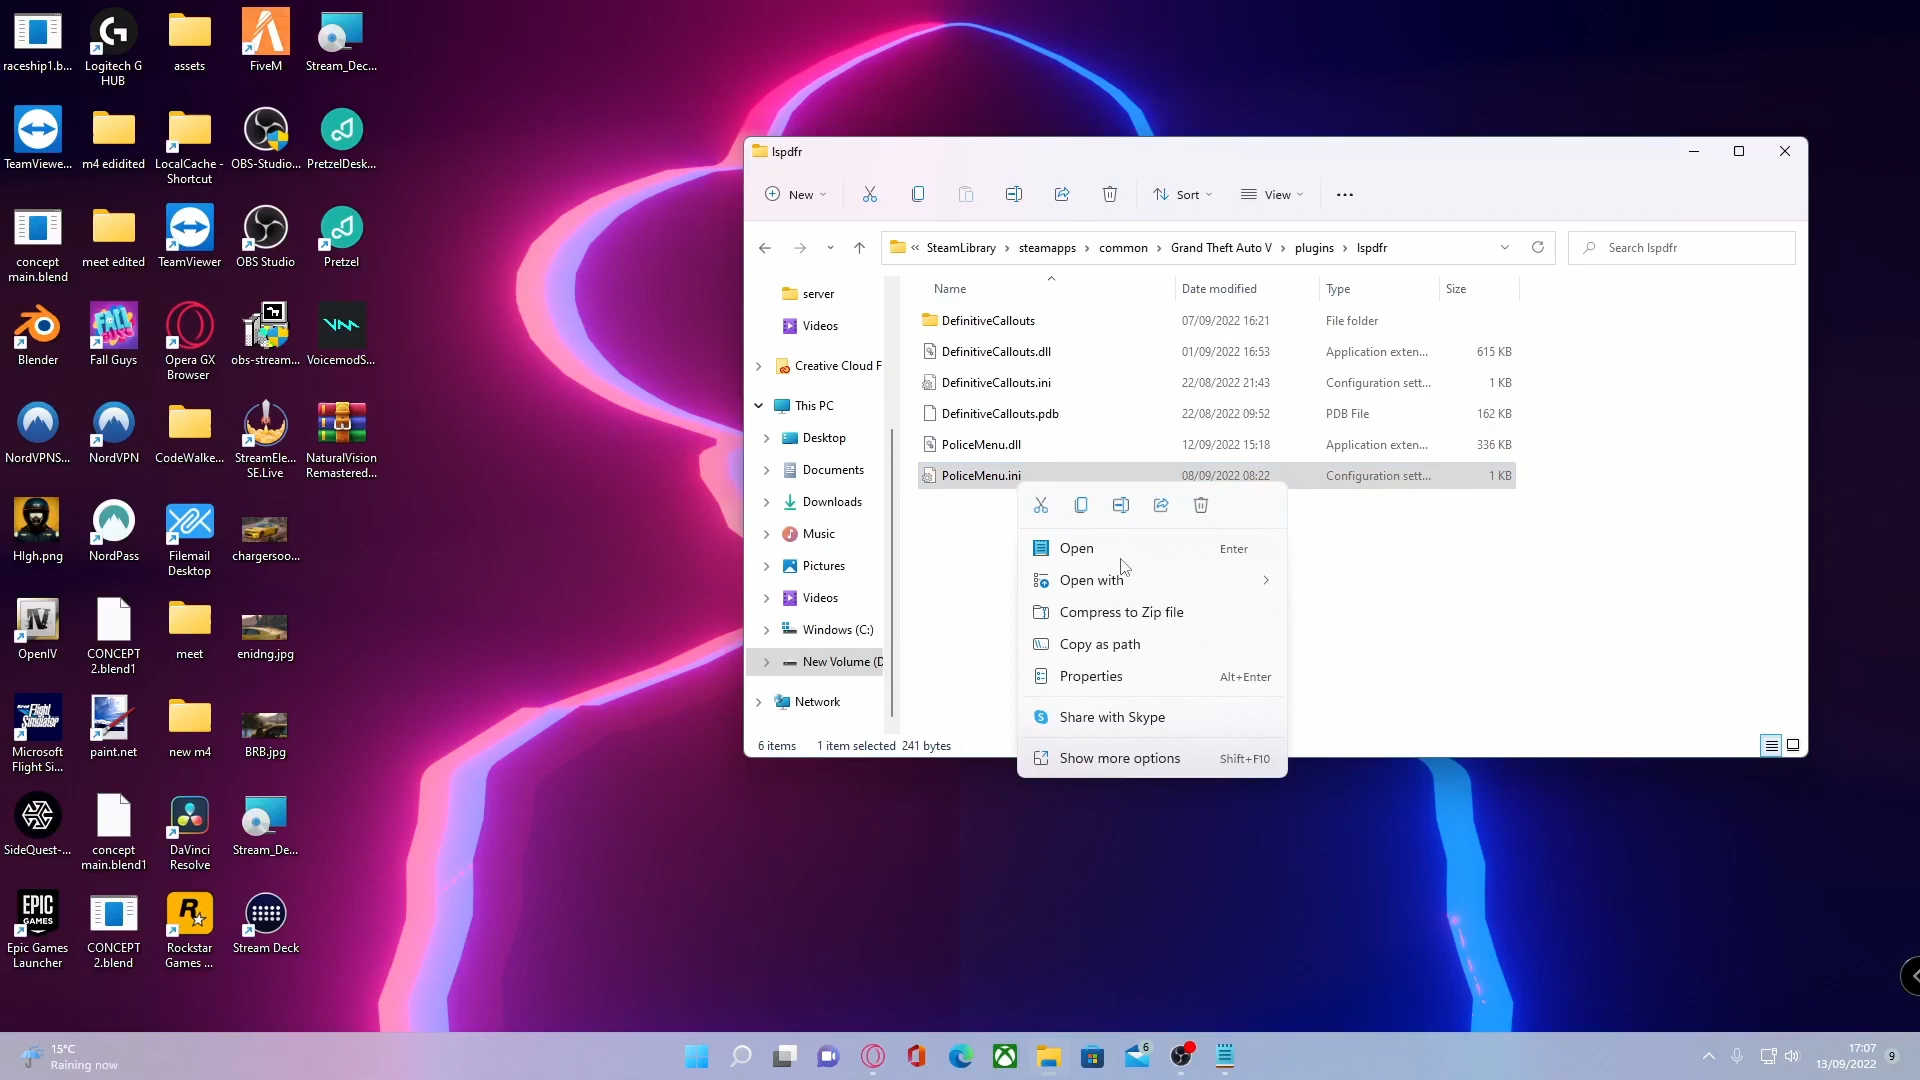 raceship1.b...
Logitech G
HUB
assets
FiveM
Stream_Dec...
TeamViewe...
m4 edidited
LocalCache -
Shortcut
OBS-Studio...
PretzelDesk...
concept
main.blend
meet edited
TeamViewer
OBS Studio
Pretzel
Blender
FALL GUYS
Fall Guys
Opera GX
Browser
obs-stream...
VoicemodS...
NordVPNS...
NordVPN
CodeWalke...
StreamEle...
SE.Live
NaturalVision
Remastered...
HIgh.png
NordPass
Filemail
Desktop
chargersoo...
IV
OpenIV
CONCEPT
2.blend1
meet
enidng.jpg
Flight
Simulator
Microsoft
Flight Si...
paint.net
new m4
BRB.jpg
SideQuest-...
concept
main.blend1
DaVinci
Resolve
Stream_De...
EPIC
GAMES
Epic Games
Launcher
CONCEPT
2.blend
Rockstar
Games ...
Stream Deck
lspdfr
New
Sort
View
SteamLibrary > steamapps > common > Grand Theft Auto V > plugins > lspdfr
Search lspdfr
server
Videos
Creative Cloud F
This PC
Desktop
Documents
Downloads
Music
Pictures
Videos
Windows (C:)
New Volume (D
Network
Name Date modified Type Size
DefinitiveCallouts 07/09/2022 16:21 File folder
DefinitiveCallouts.dll 01/09/2022 16:53 Application exten... 615 KB
DefinitiveCallouts.ini 22/08/2022 21:43 Configuration sett... 1 KB
DefinitiveCallouts.pdb 22/08/2022 09:52 PDB File 162 KB
PoliceMenu.dll 12/09/2022 15:18 Application exten... 336 KB
PoliceMenu.ini 08/09/2022 08:22 Configuration sett... 1 KB
Open Enter
Open with
Compress to Zip file
Copy as path
Properties Alt+Enter
Share with Skype
Show more options Shift+F10
6 items 1 item selected 241 bytes
15°C
Raining now
6
17:07
13/09/2022
9